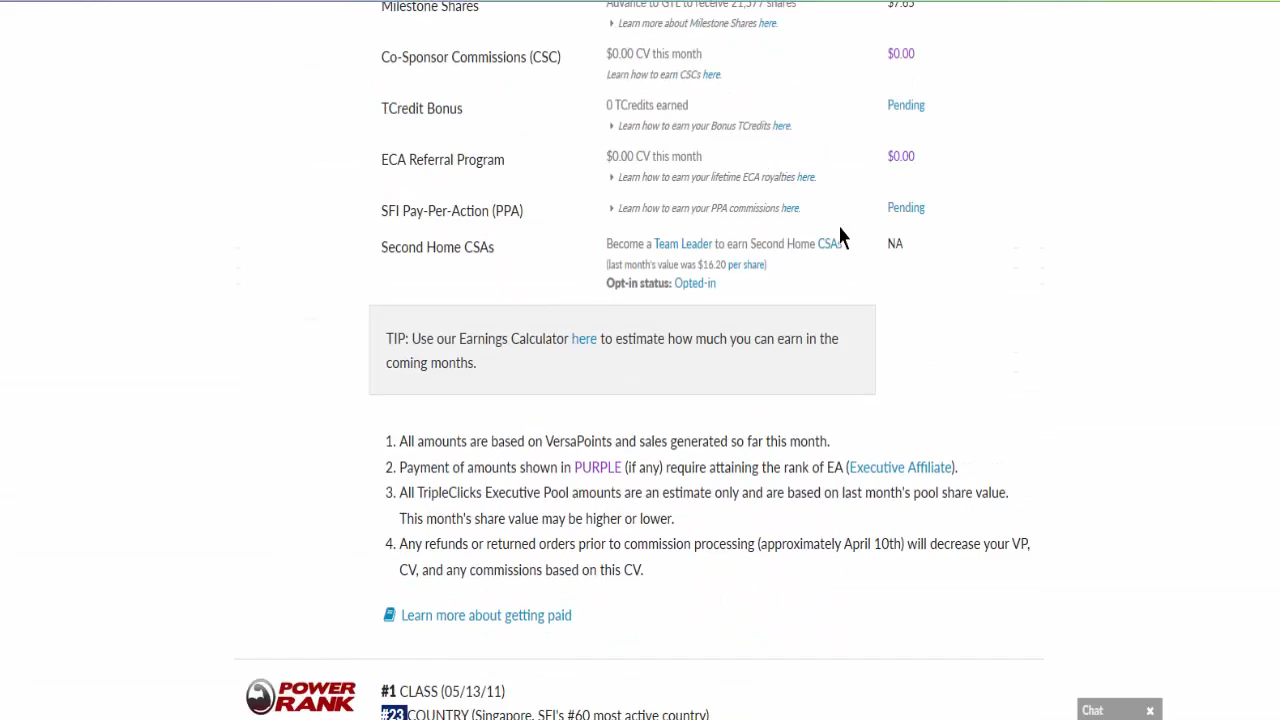 Milestone Shares
Advance to GTL to receive 21,577 shares
$7.65
Learn more about Milestone Shares here.
Co-Sponsor Commissions (CSC)
$0.00 CV this month
$0.00
Learn how to earn CSCs here.
TCredit Bonus
0 TCredits earned
Pending
Learn how to earn your Bonus TCredits here.
ECA Referral Program
$0.00 CV this month
$0.00
Learn how to earn your lifetime ECA royalties here.
SFI Pay-Per-Action (PPA)
Learn how to earn your PPA commissions here.
Pending
Second Home CSAs
Become a Team Leader to earn Second Home CSAs
NA
(last month's value was $16.20 per share)
Opt-in status: Opted-in
TIP: Use our Earnings Calculator here to estimate how much you can earn in the
coming months.
1. All amounts are based on VersaPoints and sales generated so far this month.
2. Payment of amounts shown in PURPLE (if any) require attaining the rank of EA (Executive Affiliate).
3. All TripleClicks Executive Pool amounts are an estimate only and are based on last month's pool share value.
This month's share value may be higher or lower.
4. Any refunds or returned orders prior to commission processing (approximately April 10th) will decrease your VP,
CV, and any commissions based on this CV.
Learn more about getting paid
POWER
RANK
#1 CLASS (05/13/11)
#23 COUNTRY (Singapore, SFI's #60 most active country)
Chat x